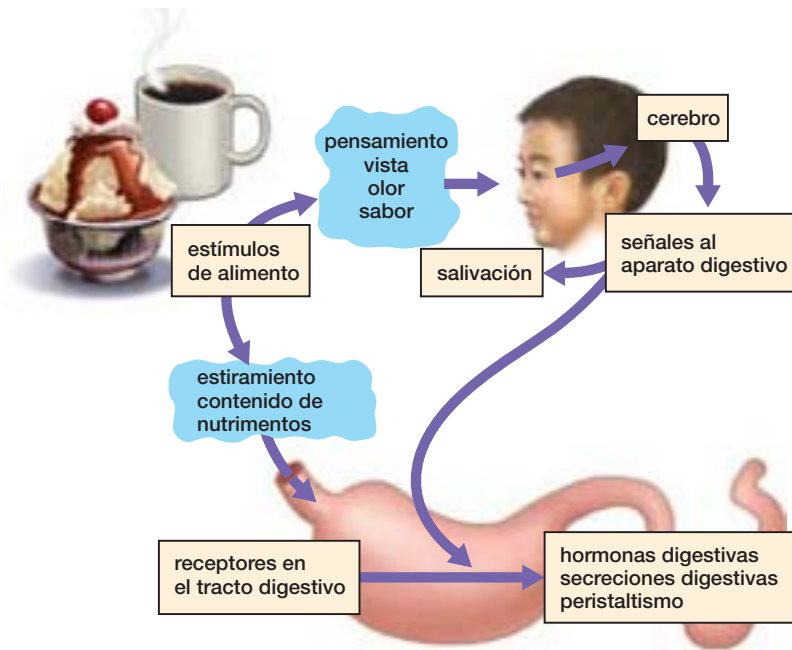 pensamiento
vista
olor
sabor
cerebro
estímulos
de alimento
salivación
señales al
aparato digestivo
estiramiento
contenido de
nutrimentos
receptores en
el tracto digestivo
hormonas digestivas
secreciones digestivas
peristaltismo